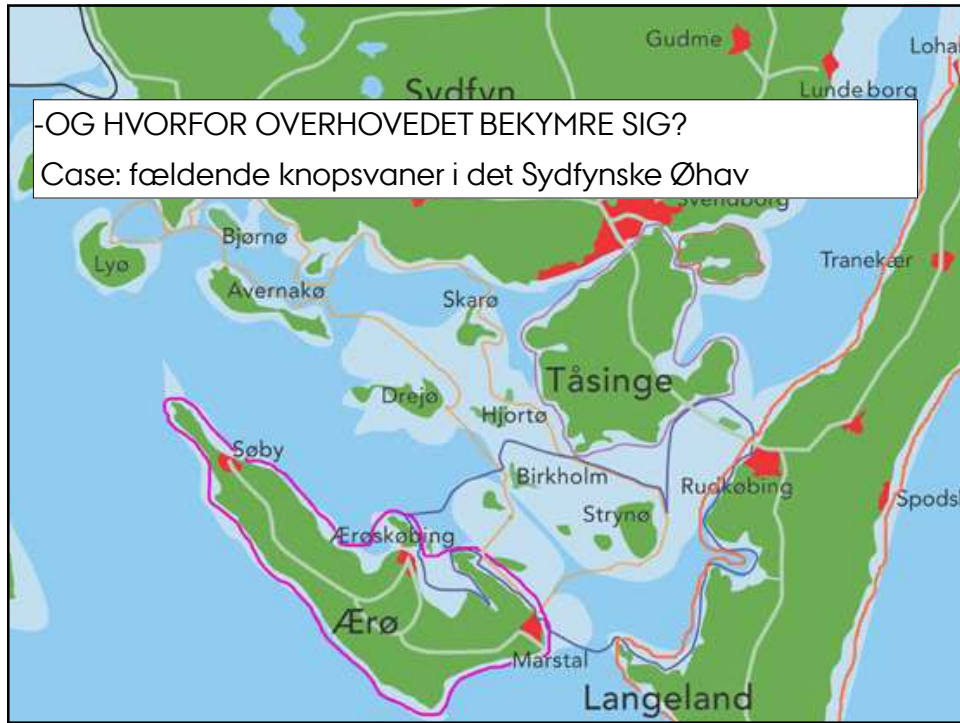 Gudme
Lunde borg
Sydfyn
-OG HVORFOR OVERHOVEDET BEKYMRE SIG?
Case: fældende knopsvaner i det Sydfynske Øhav
Svendborg
Bjørnø
Lyø
Tranekær
Avernakø
Skarø
Tåsinge
Drejø
Hjortø
Søby
Birkholm
Rudkøbing
Spodsb
Strynø
Ærøskøbing
Ærø
Marstal
Langeland